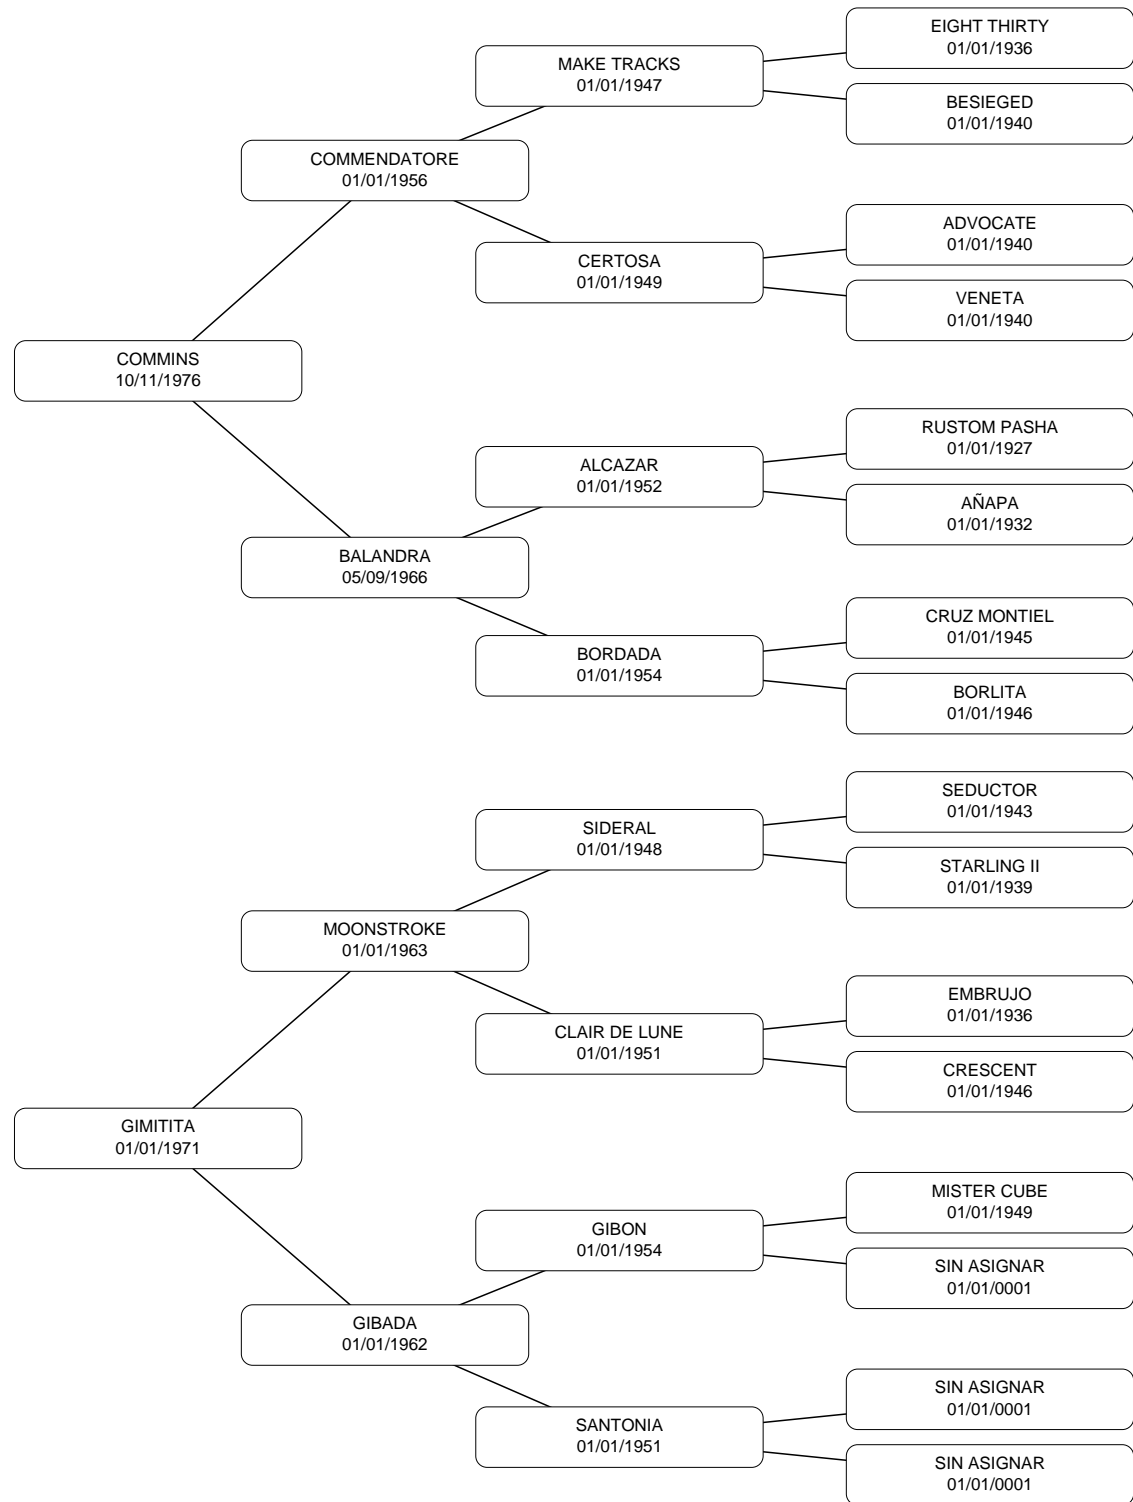 EIGHT THIRTY
01/01/1936
MAKE TRACKS
01/01/1947
BESIEGED
01/01/1940
COMMENDATORE
01/01/1956
ADVOCATE
01/01/1940
CERTOSA
01/01/1949
VENETA
01/01/1940
COMMINS
10/11/1976
RUSTOM PASHA
01/01/1927
ALCAZAR
01/01/1952
AÑAPA
01/01/1932
BALANDRA
05/09/1966
CRUZ MONTIEL
01/01/1945
BORDADA
01/01/1954
BORLITA
01/01/1946
SEDUCTOR
01/01/1943
SIDERAL
01/01/1948
STARLING II
01/01/1939
MOONSTROKE
01/01/1963
EMBRUJO
01/01/1936
CLAIR DE LUNE
01/01/1951
CRESCENT
01/01/1946
GIMITITA
01/01/1971
MISTER CUBE
01/01/1949
GIBON
01/01/1954
SIN ASIGNAR
01/01/0001
GIBADA
01/01/1962
SIN ASIGNAR
01/01/0001
SANTONIA
01/01/1951
SIN ASIGNAR
01/01/0001